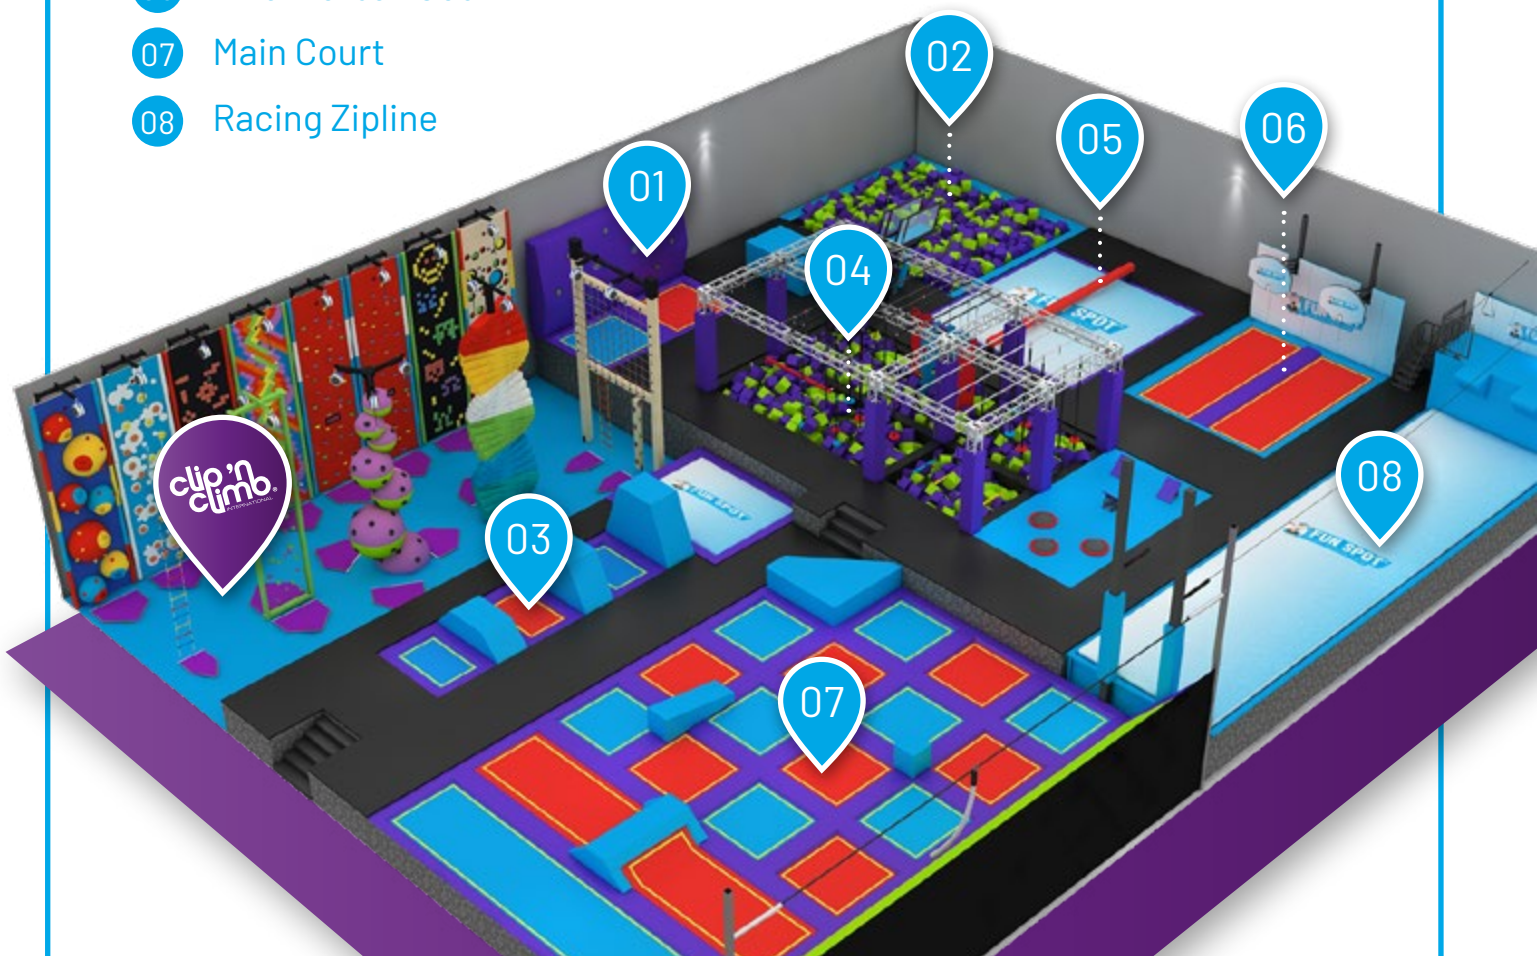 07 Main Court
08 Racing Zipline
02
05
06
01
04
FUN SPOT
clip 'n
climb®
INTERNATIONAL
08
03
FUN SPOT
FUN SPOT
07